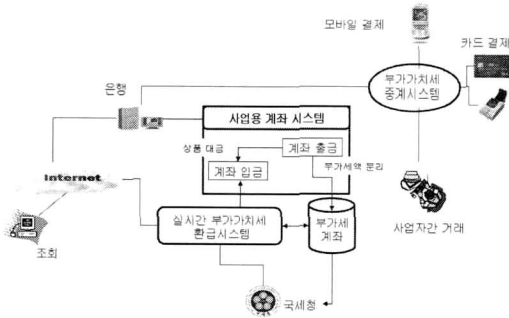 모바일 결제
카드 결제
은행
부가가치세
중계시스템
사업용 계좌 시스템
상품 대금
계좌 출금
계좌 입금
부가세액 분리
Internet
실시간 부가가치세
환급시스템
부가세
계좌
사업자간 거래
조회
국세청